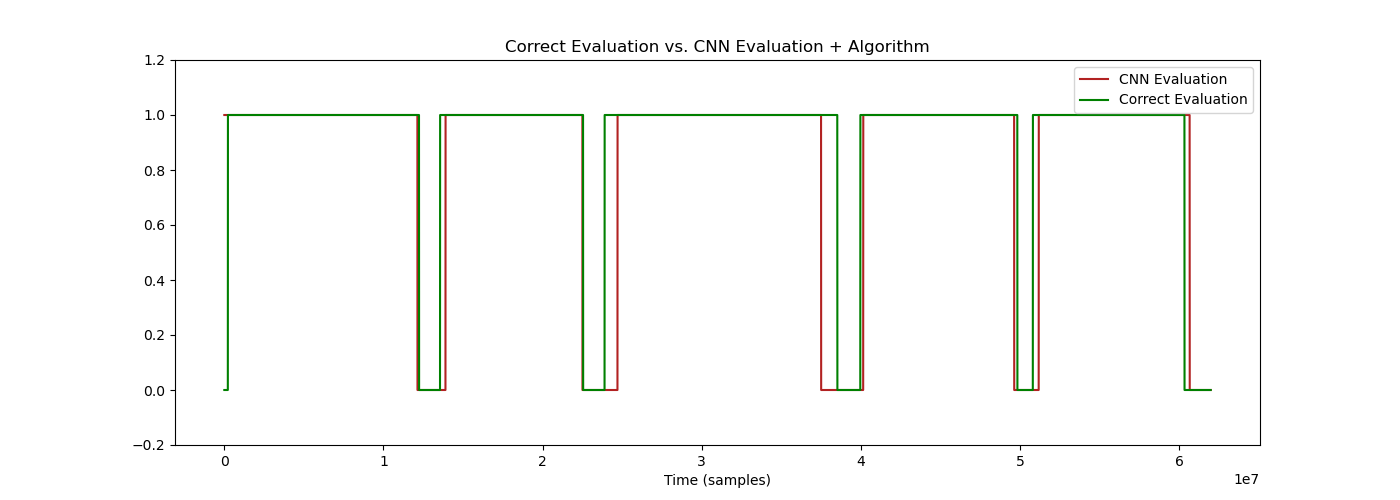 Correct Evaluation vs. CNN Evaluation + Algorithm
1.2
1.0
0.8
0.6
0.4
0.2
0.0
−0.2
CNN Evaluation
Correct Evaluation
0 1 2 3 4 5 6
1e7
Time (samples)